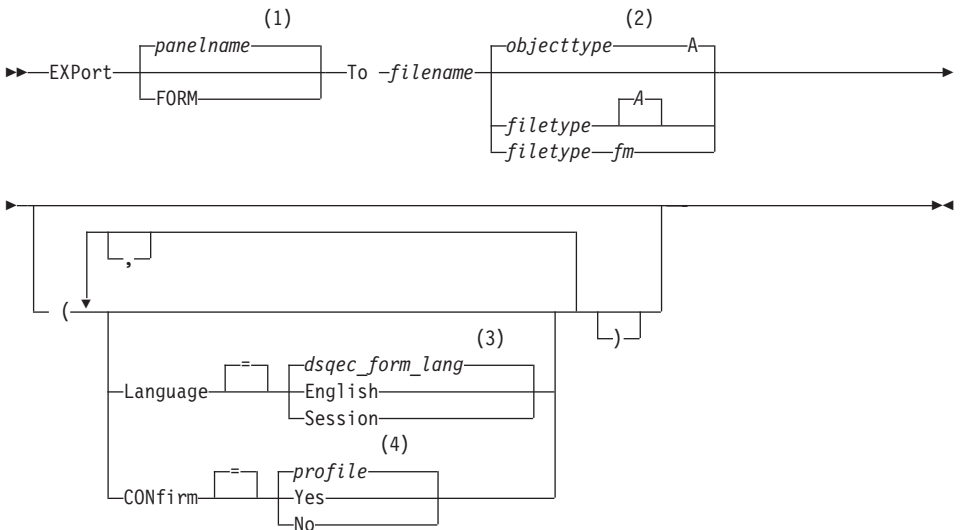 (1) (2)
panelname objecttype A
EXPort To filename
FORM A
filetype
filetype fm
,
( )
(3)
= dsqec_form_lang
Language English
Session
(4)
= profile
CONfirm Yes
No